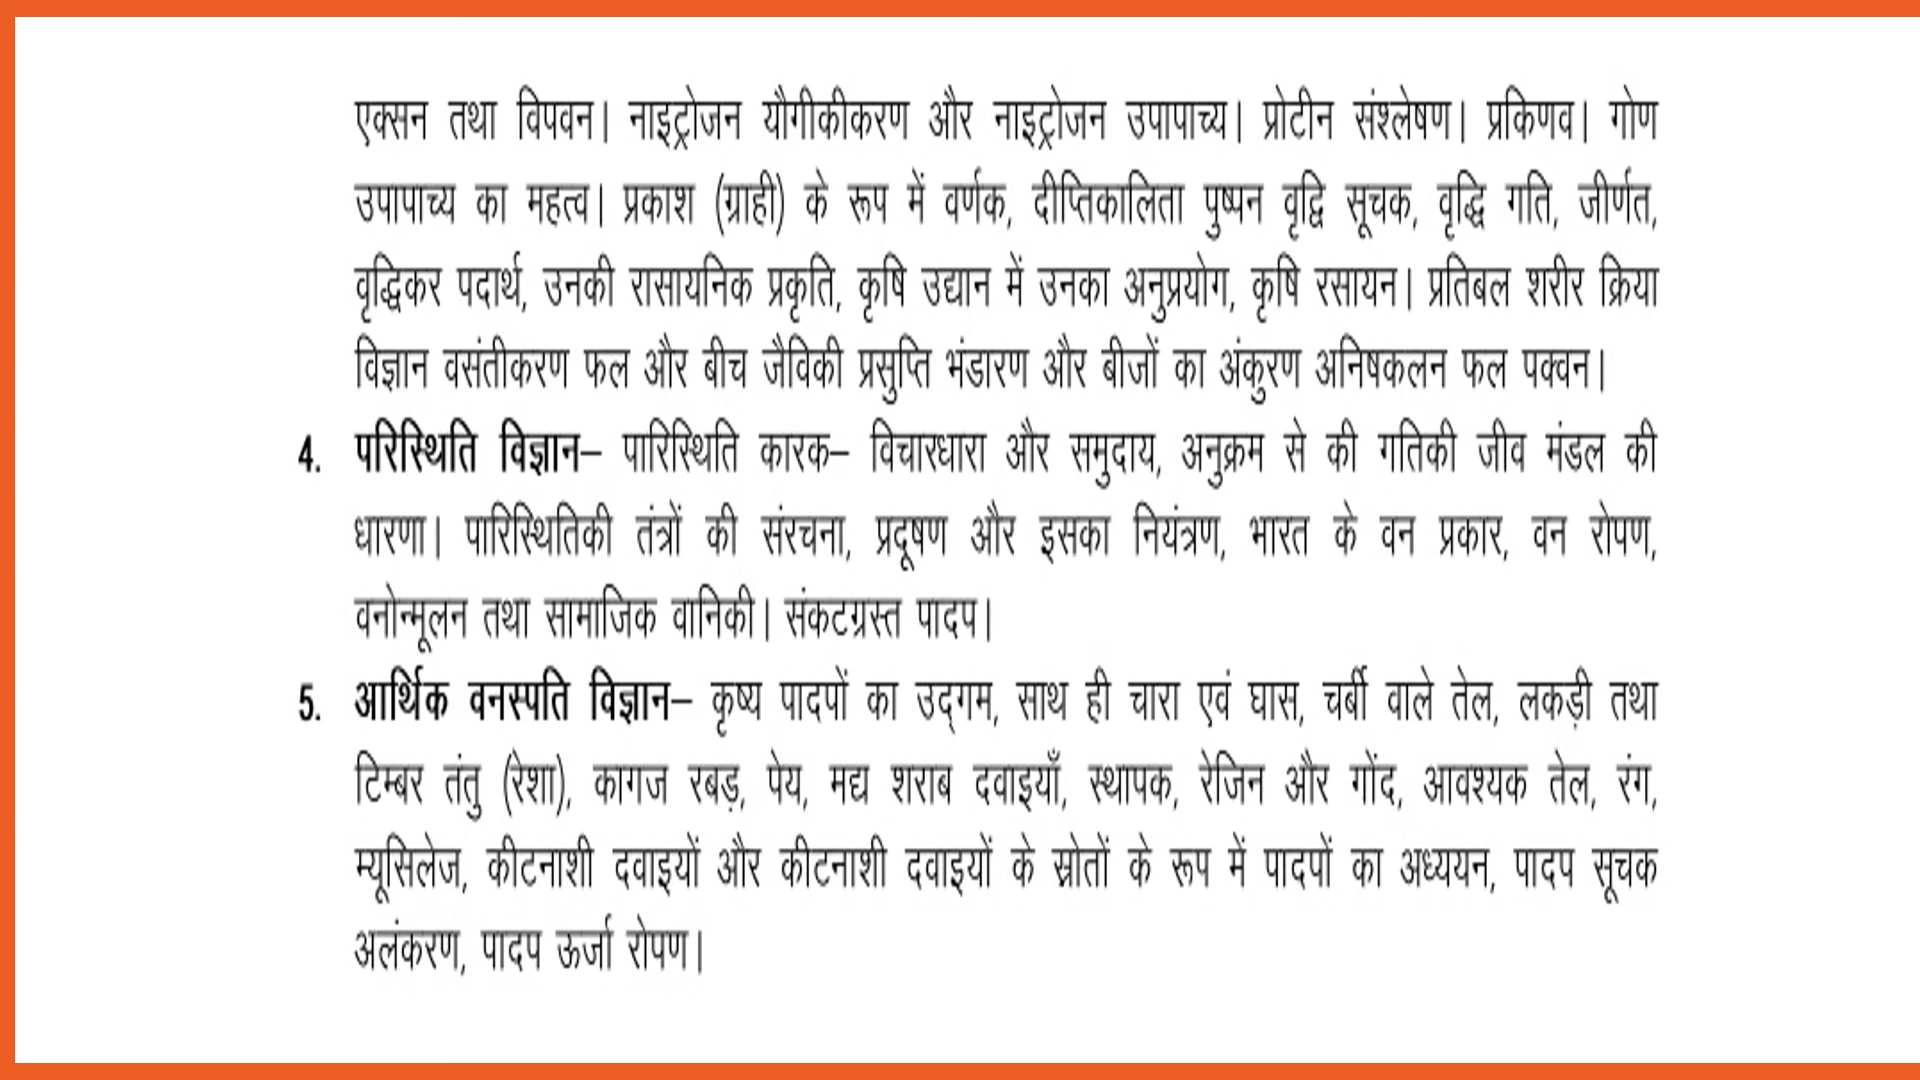 एक्सन तथा विपवन। नाइट्रोजन यौगीकीकरण और नाइट्रोजन उपापाच्य। प्रोटीन संश्लेषण। प्रकिणव। गोण
उपापाच्य का महत्व। प्रकाश (ग्राही) के रूप में वर्णक, दीप्तिकालिता पुष्पन वृद्वि सूचक, वृद्धि गति, जीर्णत,
वृद्धिकर पदार्थ, उनकी रासायनिक प्रकृति, कृषि उद्यान में उनका अनुप्रयोग, कृषि रसायन। प्रतिबल शरीर क्रिया
विज्ञान वसंतीकरण फल और बीच जैविकी प्रसुप्ति भंडारण और बीजों का अंकुरण अनिषकलन फल पक्वन।
4. परिस्थिति विज्ञान– पारिस्थिति कारक– विचारधारा और समुदाय, अनुक्रम से की गतिकी जीव मंडल की
धारणा। पारिस्थितिकी तंत्रों की संरचना, प्रदूषण और इसका नियंत्रण, भारत के वन प्रकार, वन रोपण,
वनोन्मूलन तथा सामाजिक वानिकी। संकटग्रस्त पादप।
5. आर्थिक वनस्पति विज्ञान– कृष्य पादपों का उद्‌गम, साथ ही चारा एवं घास, चर्बी वाले तेल, लकड़ी तथा
टिम्बर तंतु (रेशा), कागज रबड़, पेय, मद्य शराब दवाइयाँ, स्थापक, रेजिन और गोंद, आवश्यक तेल, रंग,
म्यूसिलेज, कीटनाशी दवाइयों और कीटनाशी दवाइयों के स्रोतों के रूप में पादपों का अध्ययन, पादप सूचक
अलंकरण, पादप ऊर्जा रोपण।